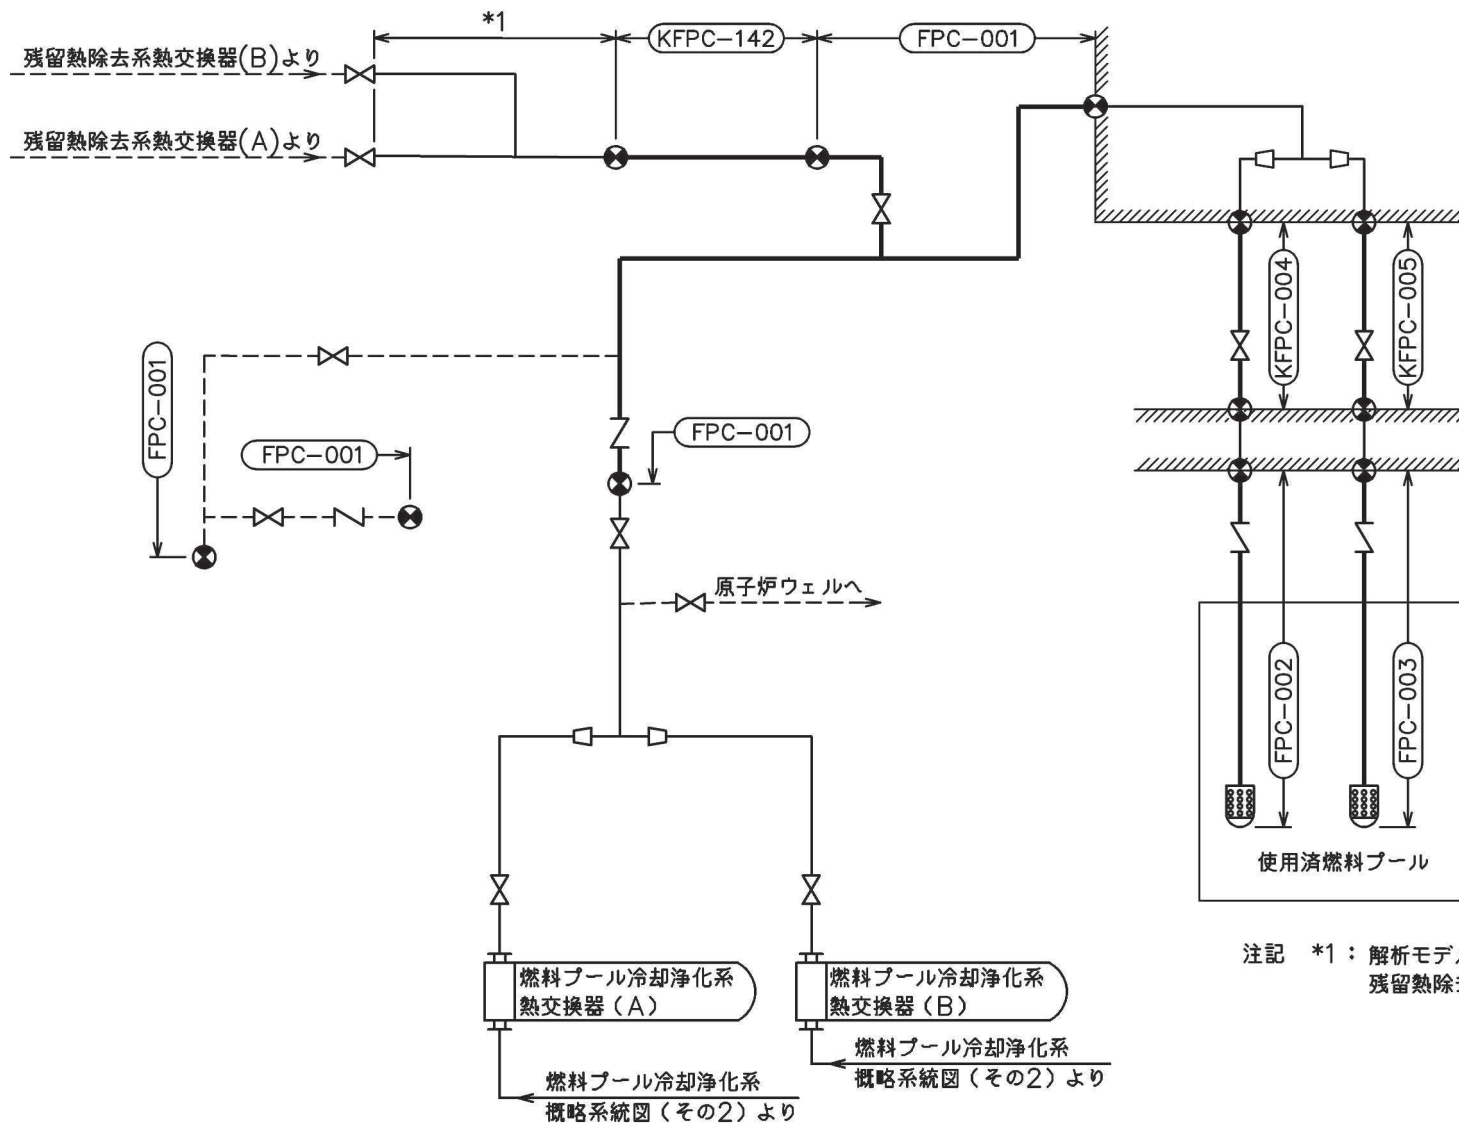 *1
KFPC-142
FPC-001
残留熱除去系熱交換器(B)より
残留熱除去系熱交換器(A)より
KFPC-004
KFPC-005
FPC-001
FPC-001
FPC-001
原子炉ウェルへ
FPC-002
FPC-003
使用済燃料プール
注記 *1: 解析モデ
残留熱除
燃料プール冷却浄化系
熱交換器(A)
燃料プール冷却浄化系
熱交換器(B)
燃料プール冷却浄化系
概略系統図(その2)より
燃料プール冷却浄化系
概略系統図(その2)より